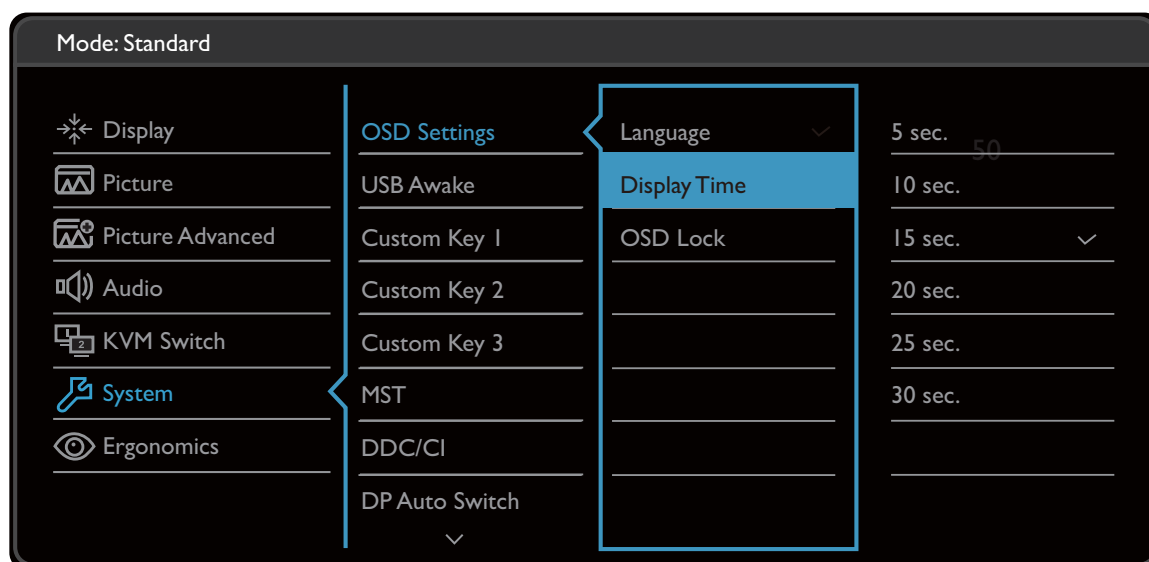 Mode: Standard
Display
Picture
Picture Advanced
Audio
2
KVM Switch
System
Ergonomics
OSD Settings
USB Awake
Custom Key 1
Custom Key 2
Custom Key 3
MST
DDC/CI
DP Auto Switch
Language
Display Time
OSD Lock
5 sec.
50
10 sec.
15 sec.
20 sec.
25 sec.
30 sec.